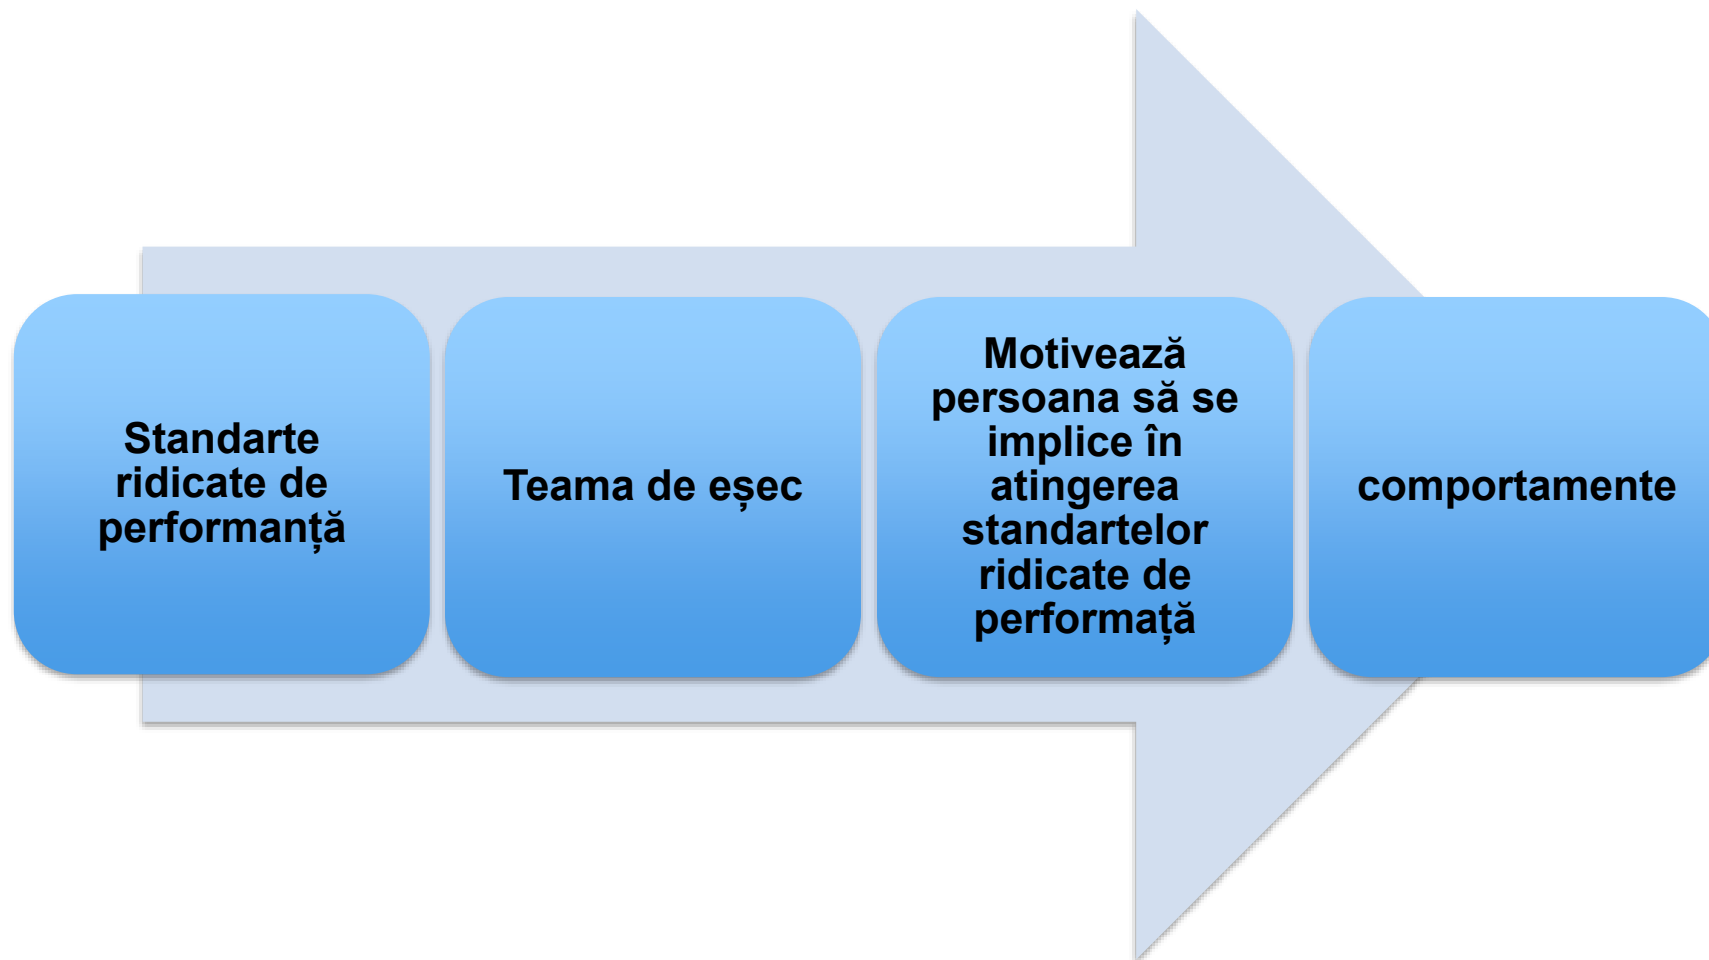 Standarte
ridicate de
performanță
Teama de eșec
Motivează
persoana să se
implice în
atingerea
standartelor
ridicate de
performață
comportamente